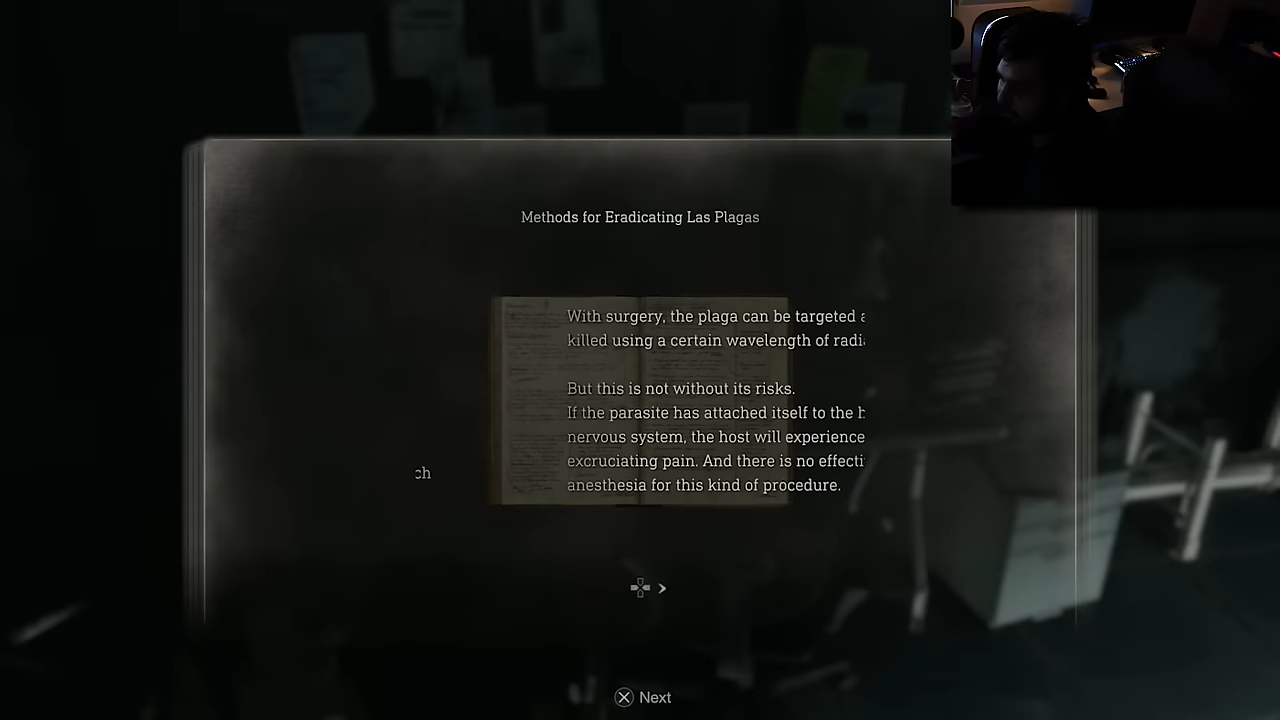 Methods for Eradicating Las Plagas
With surgery, the plaga can be targeted
killed using a certain wavelength of
But this is not without its risks.
If the parasite has attached itself to the
nervous system, the host will experience
excruciating pain. And there is no
ch
anesthesia for this kind of procedure.
Next